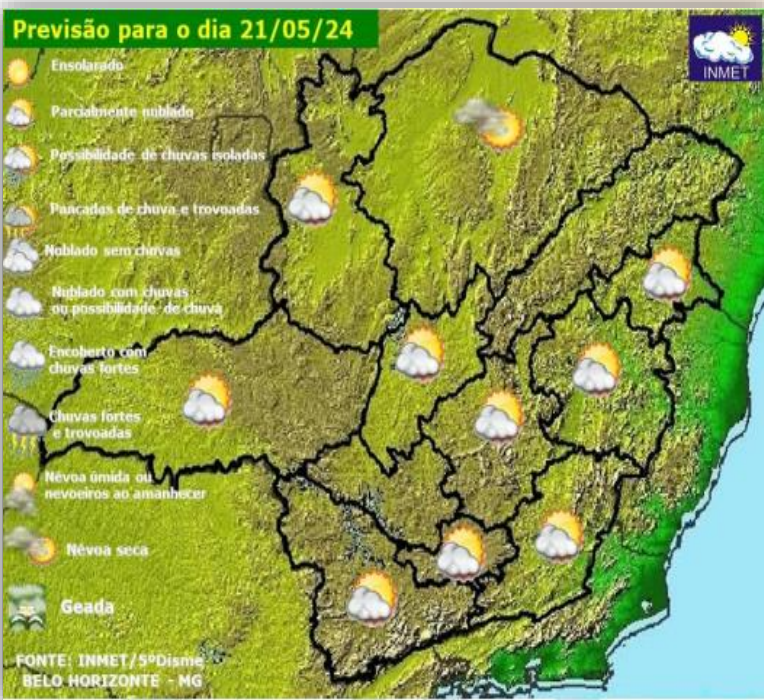 Previsão para o dia 21/05/24
INMET
Ensolarado
Parcialmente nublado
Possibilidade de chuvas isoladas
Pancadas de chuva e trovoadas
Nublado sem chuvas
Nublado com chuvas
ou possibilidade de chuva
Encoberto com
chuvas fortes
Chuvas fortes
e trovoadas
Névoa úmida ou
nevoeiros ao amanhecer
Névoa seca
Geada
FONTE: INMET/5ºDisme
BELO HORIZONTE - MG